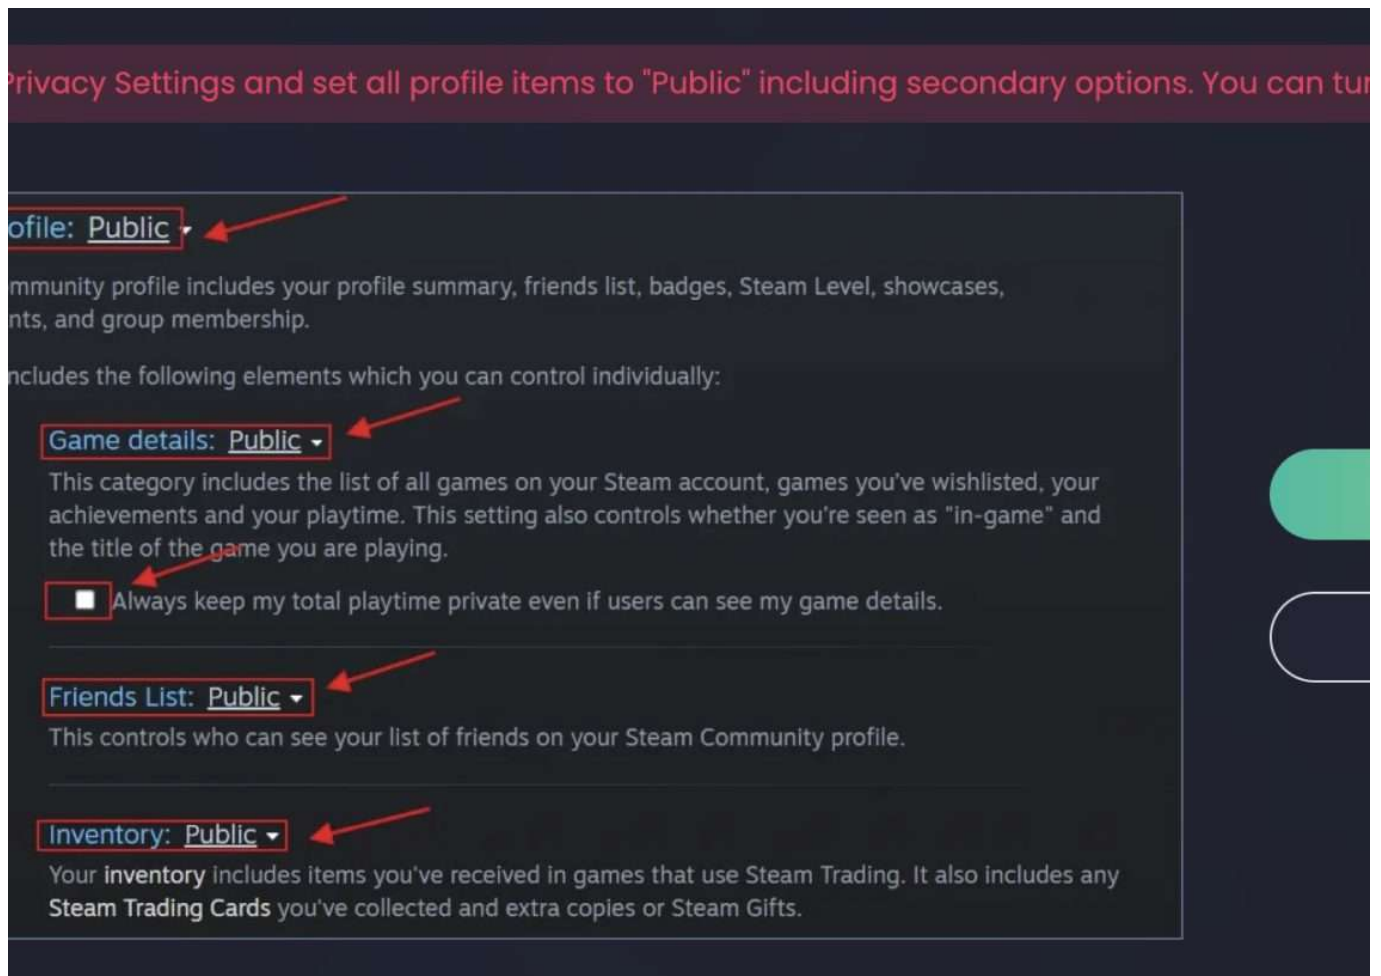 Privacy Settings and set all profile items to "Public" including secondary options. You can tur
ofile: Public
mmunity profile includes your profile summary, friends list, badges, Steam Level, showcases,
nts, and group membership.
ncludes the following elements which you can control individually:
Game details: Public
This category includes the list of all games on your Steam account, games you've wishlisted, your
achievements and your playtime. This setting also controls whether you're seen as "in-game" and
the title of the game you are playing.
Always keep my total playtime private even if users can see my game details.
Friends List: Public
This controls who can see your list of friends on your Steam Community profile.
Inventory: Public
Your inventory includes items you've received in games that use Steam Trading. It also includes any
Steam Trading Cards you've collected and extra copies or Steam Gifts.